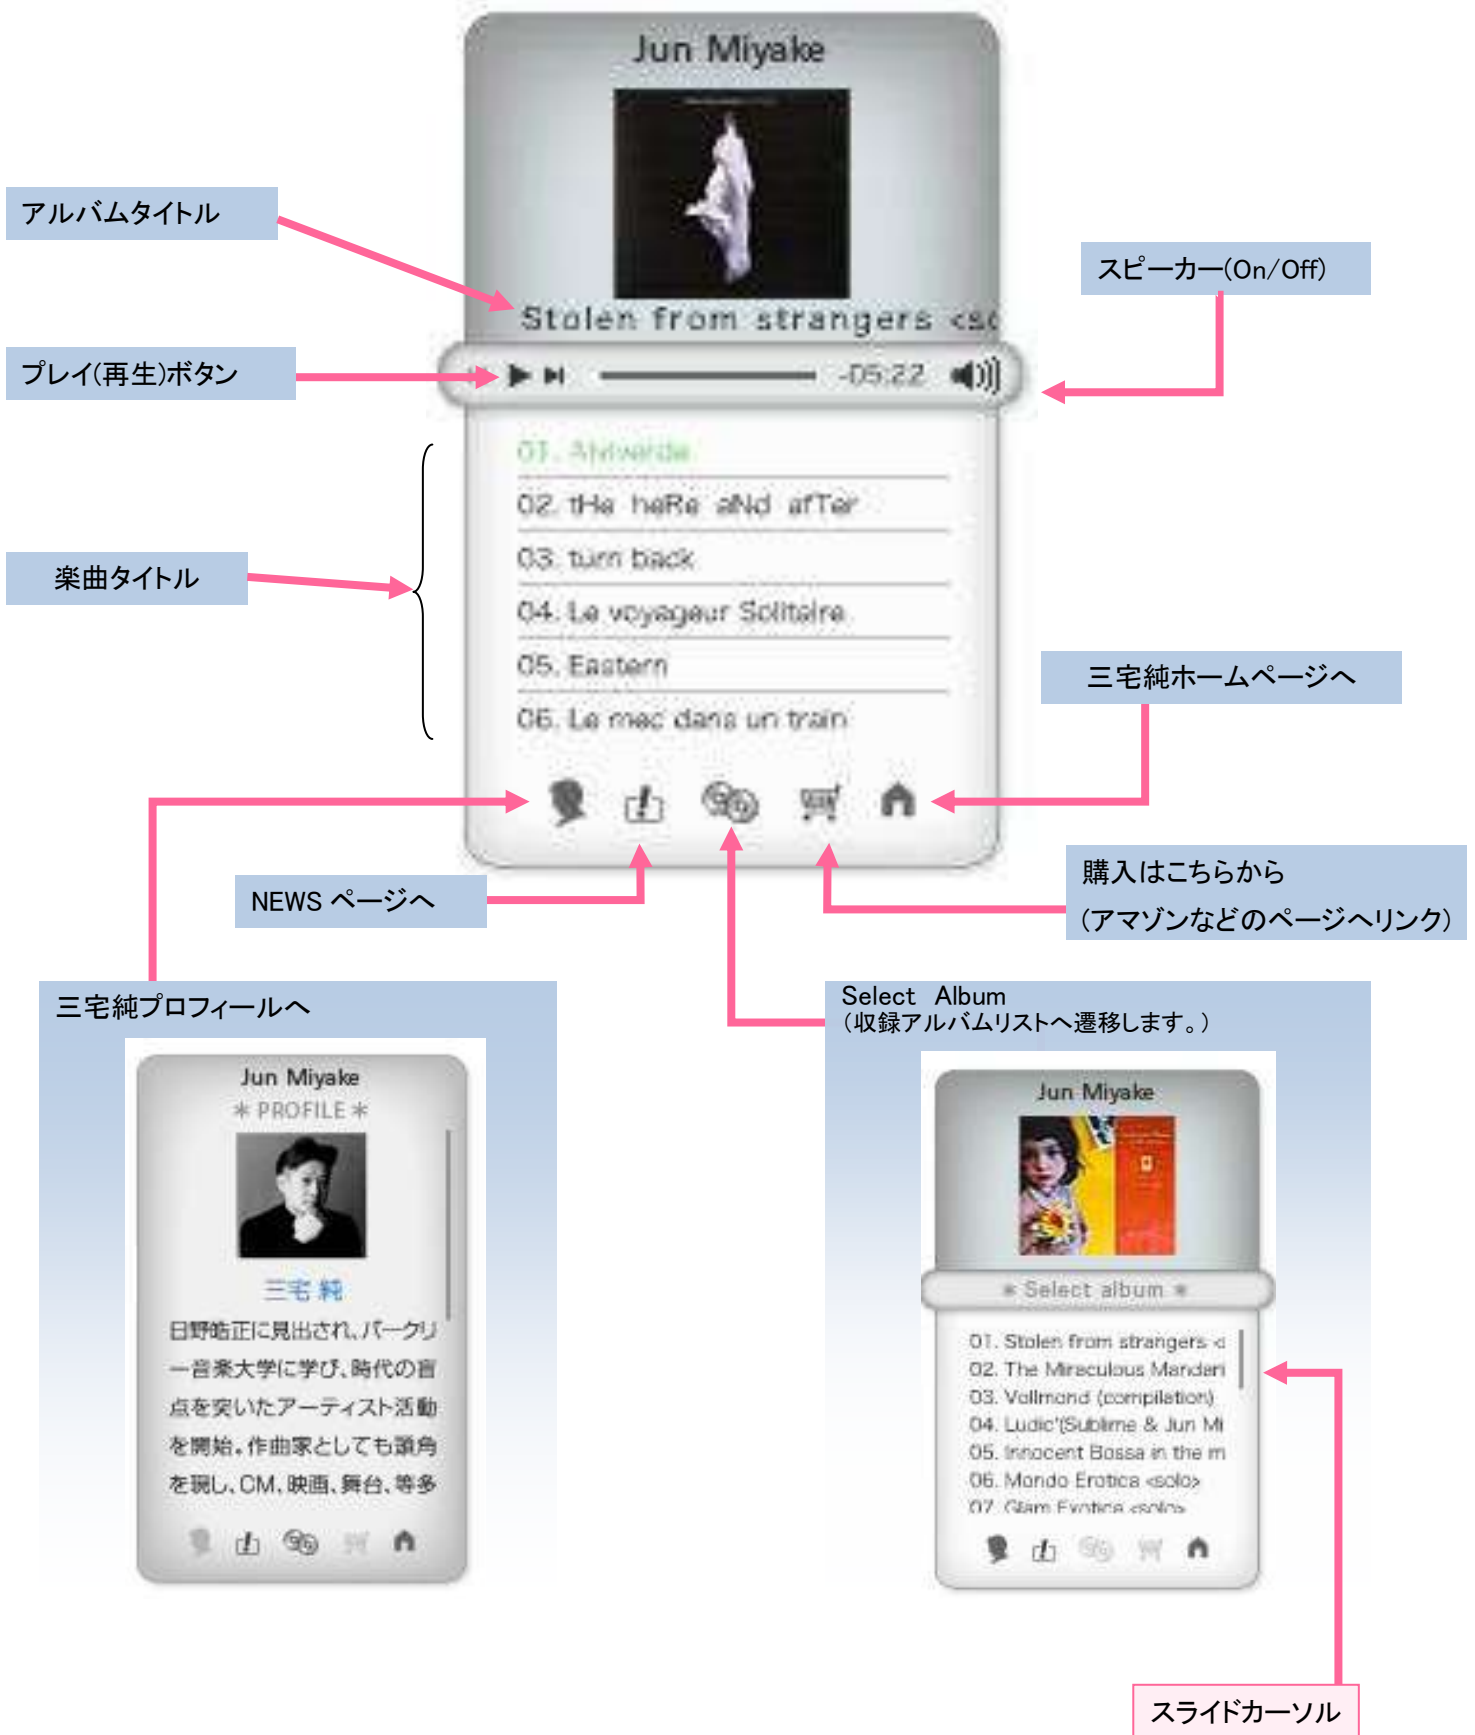 Jun Miyake
アルバムタイトル
スピーカー(On/Off)
Stolen from strangers <so
プレイ(再生)ボタン
-05:22
01.
02. tHe heRe aNd afTer
03. turn back
楽曲タイトル
04. Le voyageur Solitaire
05. Eastern
三宅純ホームページへ
06. Le mec dans un train
購入はこちらから
(アマゾンなどのページへリンク)
NEWS ページへ
三宅純プロフィールへ
Jun Miyake
＊PROFILE＊
三宅 純
日野皓正に見出され、バークリ
ー音楽大学に学び、時代の盲
点を突いたアーティスト活動
を開始。作曲家としても頭角
を現し、CM、映画、舞台、等多
Select Album
(収録アルバムリストへ遷移します。)
Jun Miyake
＊ Select album ＊
01. Stolen from strangers <
02. The Miraculous Mandari
03. Vollmond (compilation)
04. Ludic'(Sublime & Jun Mi
05. Innocent Bossa in the m
06. Mondo Erotica <solo>
07. Glam Exotica <solo>
スライドカーソル